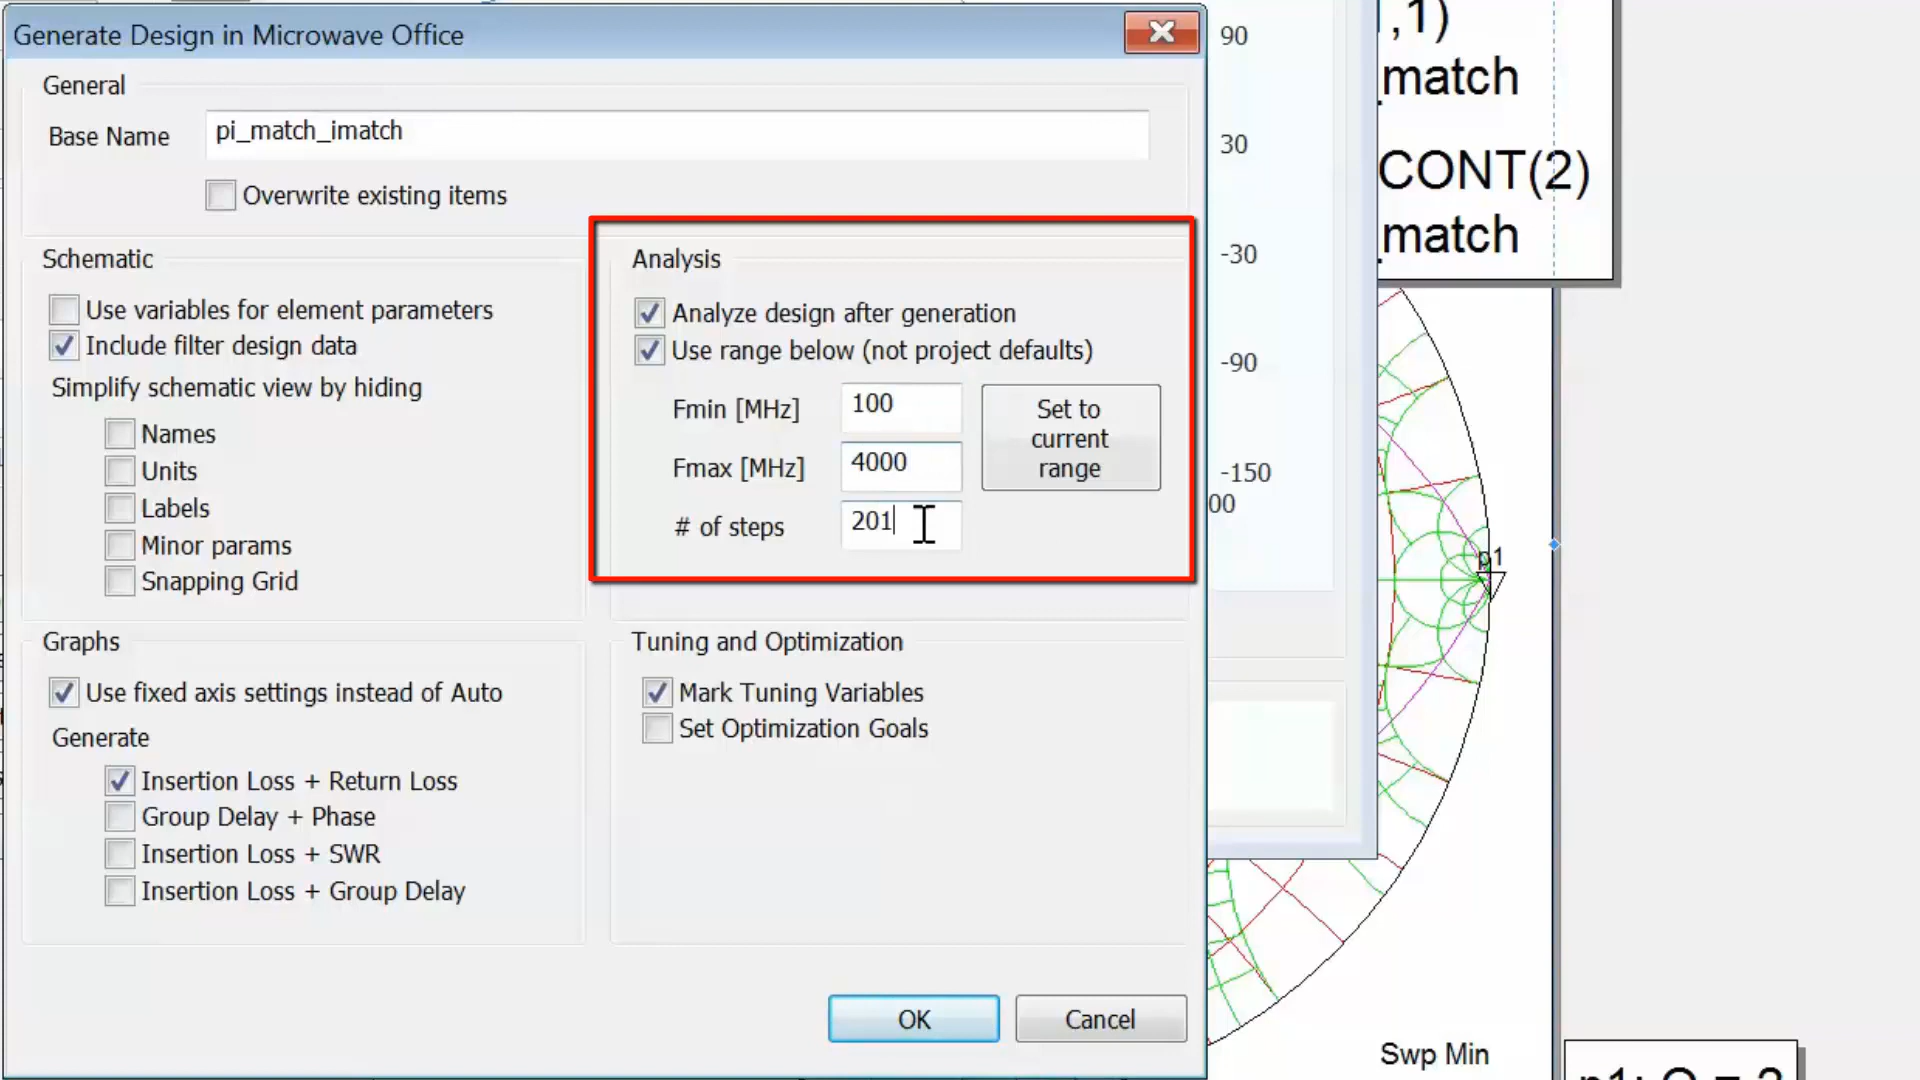 Generate Design in Microwave Office
General
Base Name
pi_match_imatch
Overwrite existing items
Schematic
Use variables for element parameters
Include filter design data
Simplify schematic view by hiding
Names
Units
Labels
Minor params
Snapping Grid
Analysis
Analyze design after generation
Use range below (not project defaults)
Fmin [MHz]
100
Fmax [MHz]
4000
# of steps
201
Set to
current
range
Graphs
Use fixed axis settings instead of Auto
Generate
Insertion Loss + Return Loss
Group Delay + Phase
Insertion Loss + SWR
Insertion Loss + Group Delay
Tuning and Optimization
Mark Tuning Variables
Set Optimization Goals
OK
Cancel
90
30
-30
-90
-150
00
,1)
_match
CONT(2)
_match
p1
Swp Min